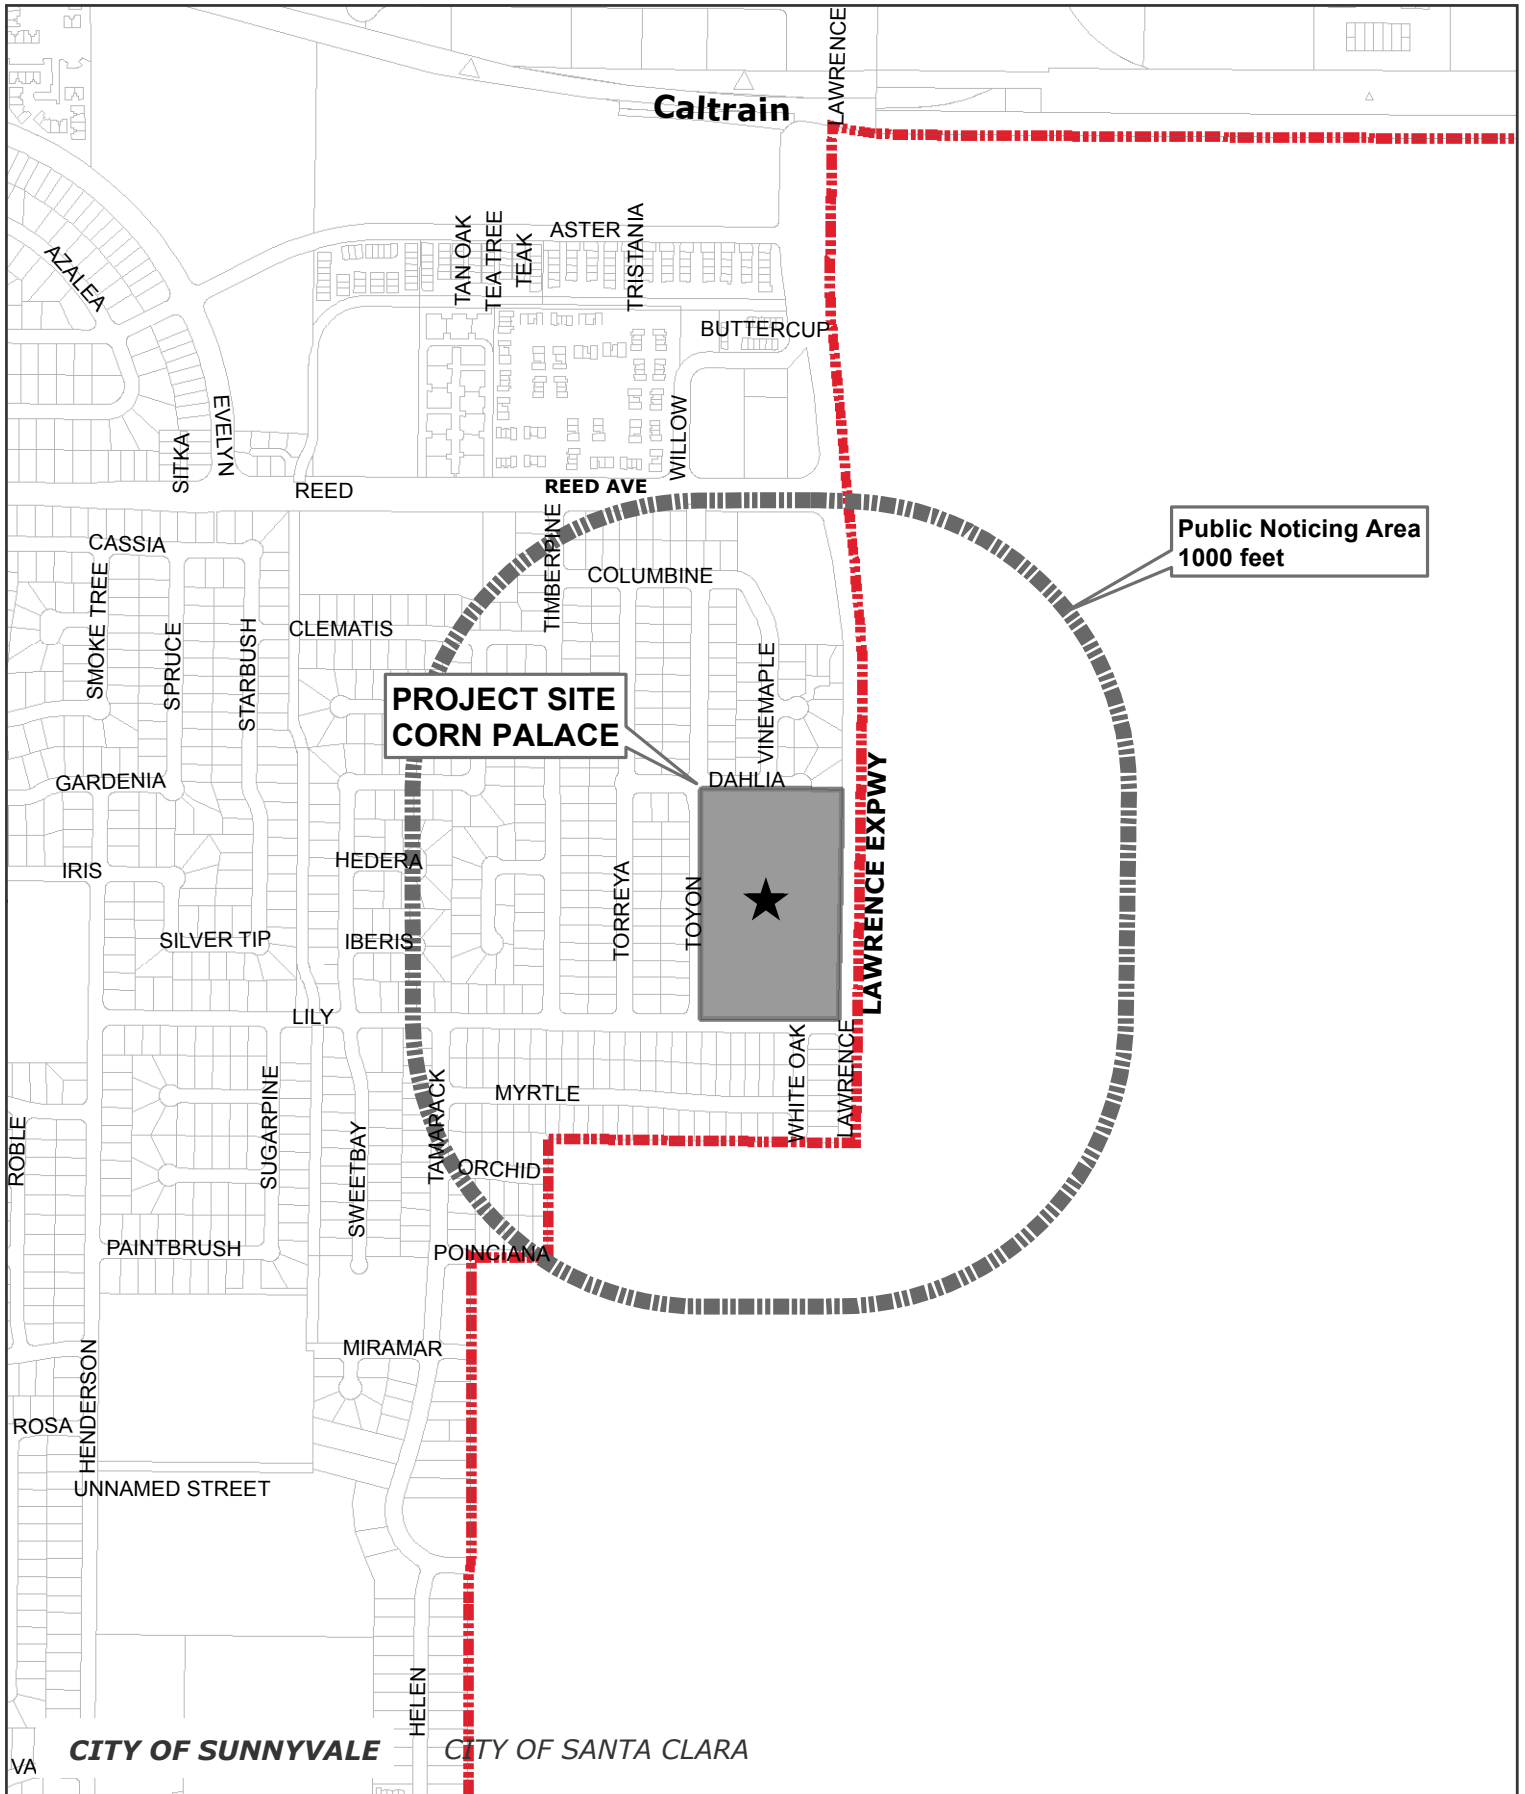 LAWRENCE
Caltrain
TAN OAK
TEA TREE
TEAK
ASTER
TRISTANIA
AZALEA
BUTTERCUP
EVELYN
SITKA
WILLOW
REED
REED AVE
TIMBERPINE
Public Noticing Area
1000 feet
CASSIA
COLUMBINE
SMOKE TREE
SPRUCE
STARBUSH
CLEMATIS
VINEMAPLE
PROJECT SITE
CORN PALACE
GARDENIA
DAHLIA
LAWRENCE EXPWY
IRIS
HEDERA
TORREYA
TOYON
SILVER TIP
IBERIS
LILY
WHITE OAK
LAWRENCE
ROBLE
SUGARPINE
SWEETBAY
TAMARACK
MYRTLE
ORCHID
PAINTBRUSH
POINCIANA
HENDERSON
MIRAMAR
ROSA
UNNAMED STREET
HELEN
CITY OF SUNNYVALE
CITY OF SANTA CLARA
VA